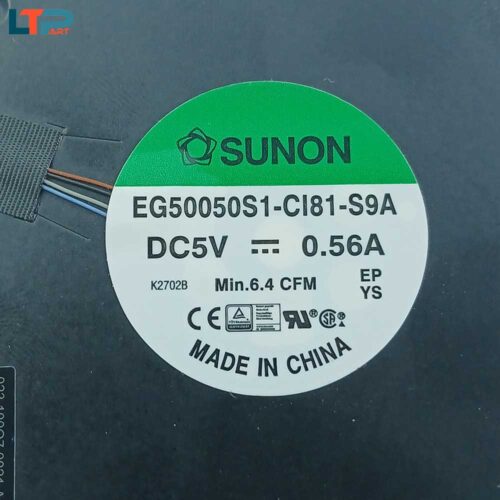 LTP
PART
SUNON
EG50050S1-CI81-S9A
DC5V ⎓ 0.56A
K2702B Min.6.4 CFM EP
YS
CE
MADE IN CHINA